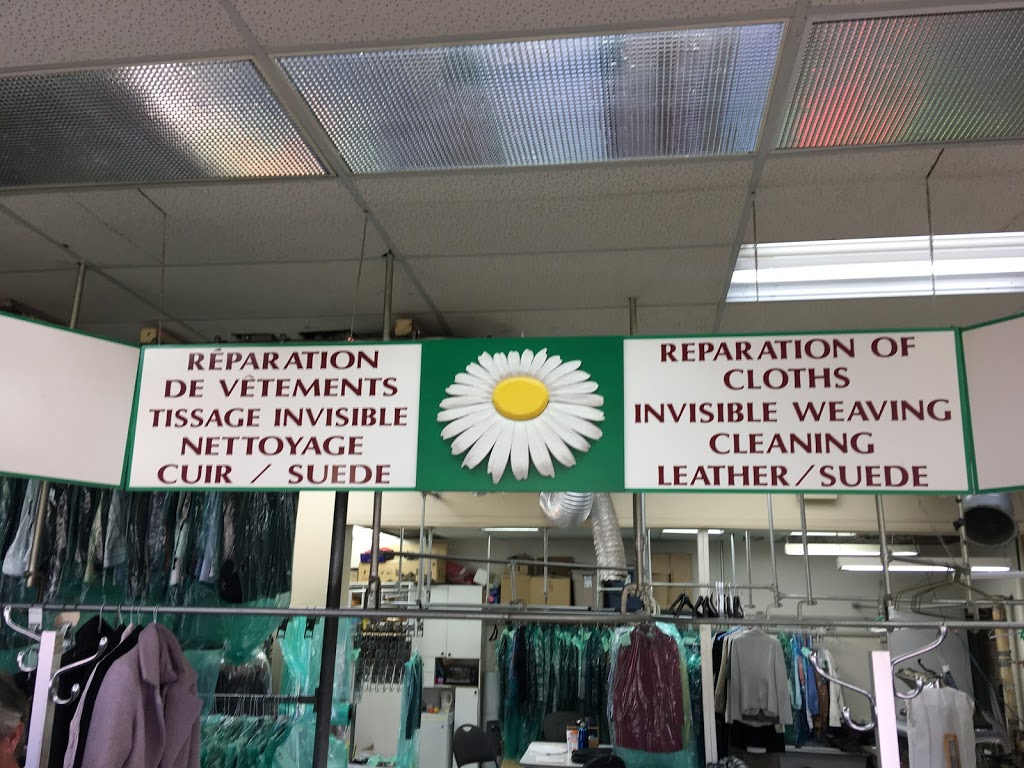 RÉPARATION
DE VÊTEMENTS
TISSAGE INVISIBLE
NETTOYAGE
CUIR / SUEDE
REPARATION OF
CLOTHS
INVISIBLE WEAVING
CLEANING
LEATHER/SUEDE